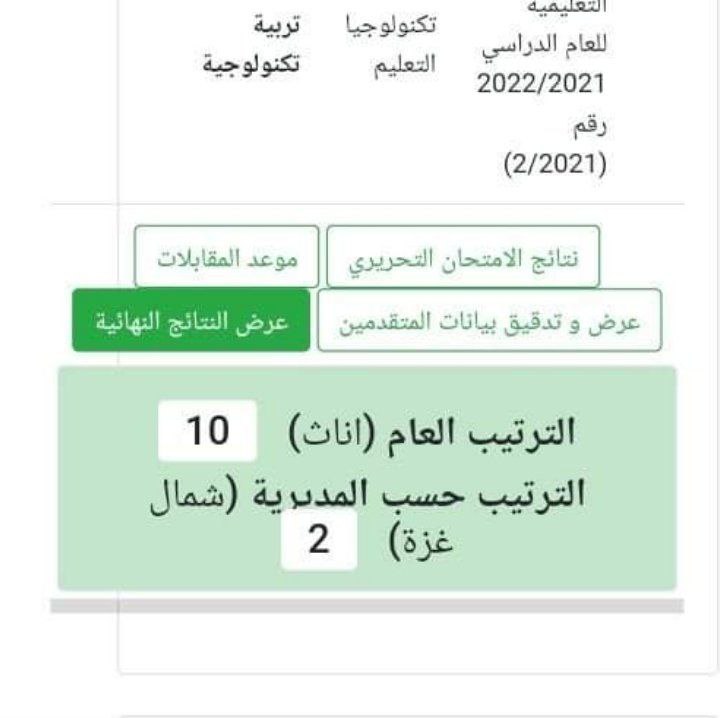 التعليمية
للعام الدراسي
2022/2021
رقم
(2/2021)
تكنولوجيا
التعليم
تربية
تكنولوجية
نتائج الامتحان التحريري
موعد المقابلات
عرض و تدقيق بيانات المتقدمين
عرض النتائج النهائية
الترتيب العام (اناث) 10
الترتيب حسب المديرية (شمال
غزة) 2